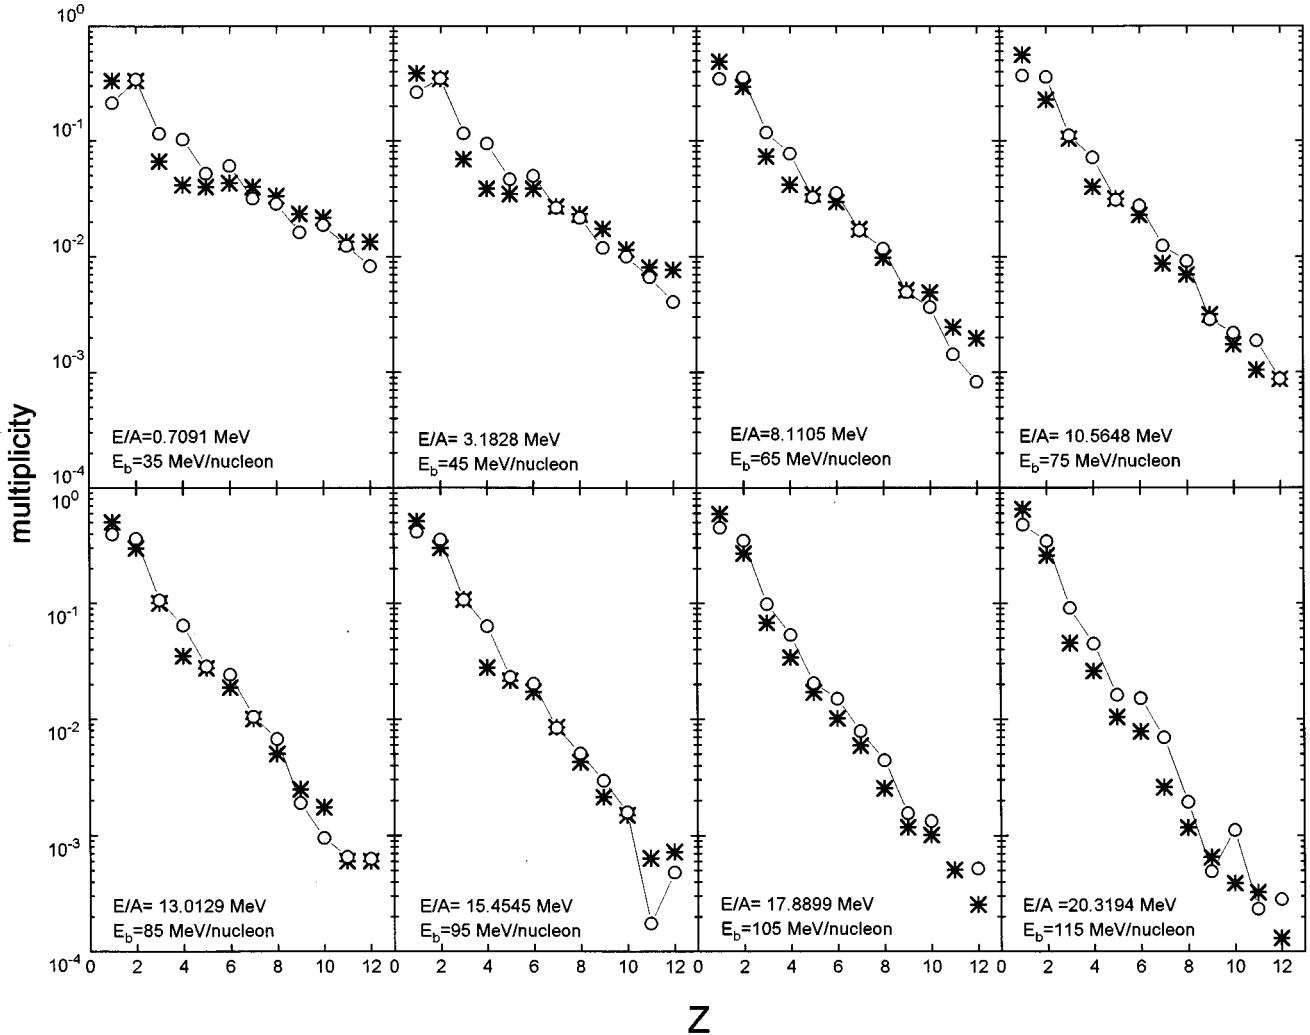 10^0
10^-1
10^-2
10^-3
10^-4
multiplicity
E/A=0.7091 MeV
E_b=35 MeV/nucleon
E/A= 3.1828 MeV
E_b=45 MeV/nucleon
E/A=8.1105 MeV
E_b=65 MeV/nucleon
E/A= 10.5648 MeV
E_b=75 MeV/nucleon
10^0
10^-1
10^-2
10^-3
10^-4
E/A= 13.0129 MeV
E_b=85 MeV/nucleon
E/A= 15.4545 MeV
E_b=95 MeV/nucleon
E/A= 17.8899 MeV
E_b=105 MeV/nucleon
E/A =20.3194 MeV
E_b=115 MeV/nucleon
0 2 4 6 8 10 12 0 2 4 6 8 10 12 0 2 4 6 8 10 12 0 2 4 6 8 10 12
Z